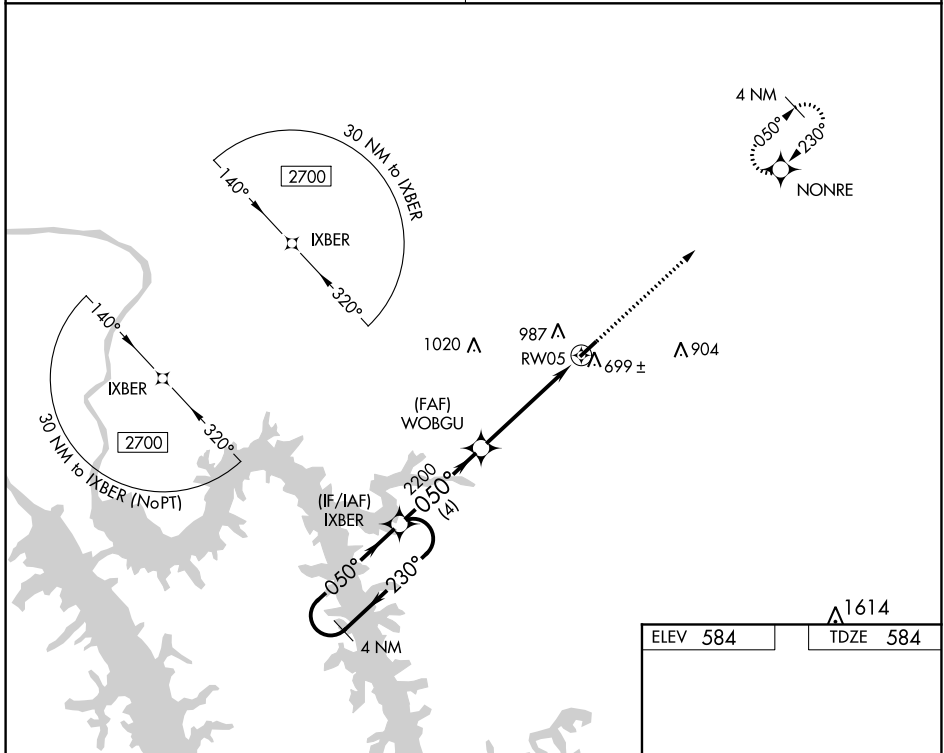 4 NM
050°
230°
NONRE
30 NM to IXBER
2700
140°
IXBER
320°
140°
IXBER
320°
2700
30 NM to IXBER (NoPT)
1020
987
RW05
699 ±
904
(FAF)
WOBGU
2200
050°
(4)
(IF/IAF)
IXBER
050°
230°
4 NM
1614
ELEV 584
TDZE 584